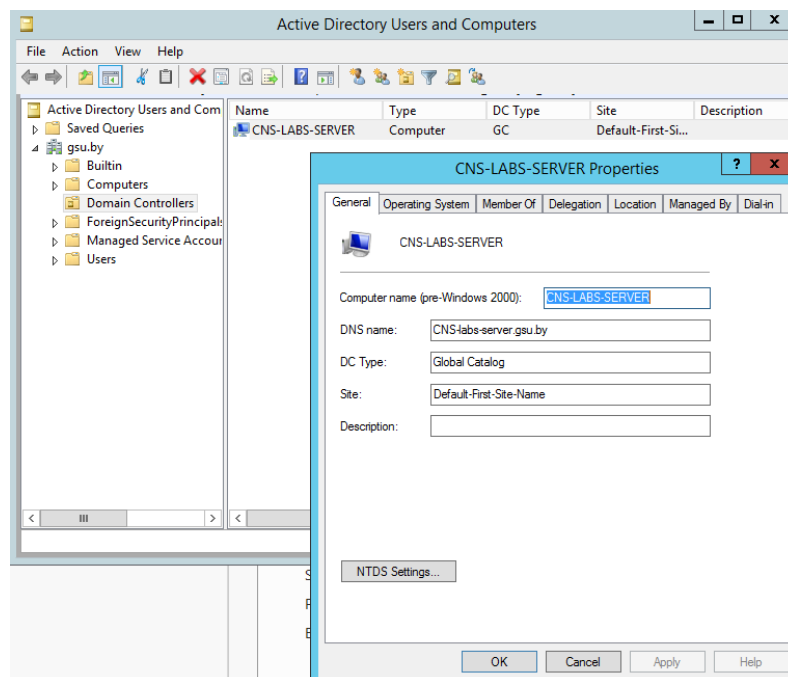 Active Directory Users and Computers
File Action View Help
Active Directory Users and Com
Saved Queries
gsu.by
Builtin
Computers
Domain Controllers
ForeignSecurityPrincipals
Managed Service Accour
Users
Name Type DC Type Site Description
CNS-LABS-SERVER Computer GC Default-First-Si...
CNS-LABS-SERVER Properties
? x
General Operating System Member Of Delegation Location Managed By Dial-in
CNS-LABS-SERVER
Computer name (pre-Windows 2000): CNS-LABS-SERVER
DNS name: CNS-labs-server.gsu.by
DC Type: Global Catalog
Site: Default-First-Site-Name
Description:
NTDS Settings...
OK Cancel Apply Help